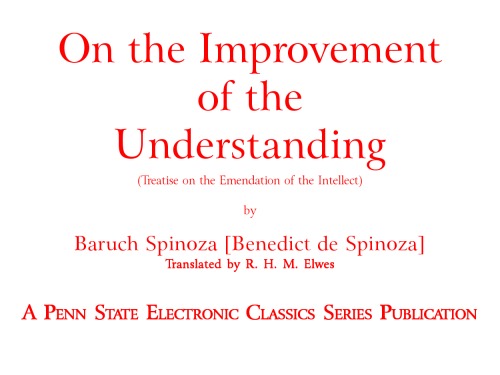 On the Improvement
of the
Understanding
(Treatise on the Emendation of the Intellect)
by
Baruch Spinoza [Benedict de Spinoza]
Translated by R. H. M. Elwes
A Penn State Electronic Classics Series Publication